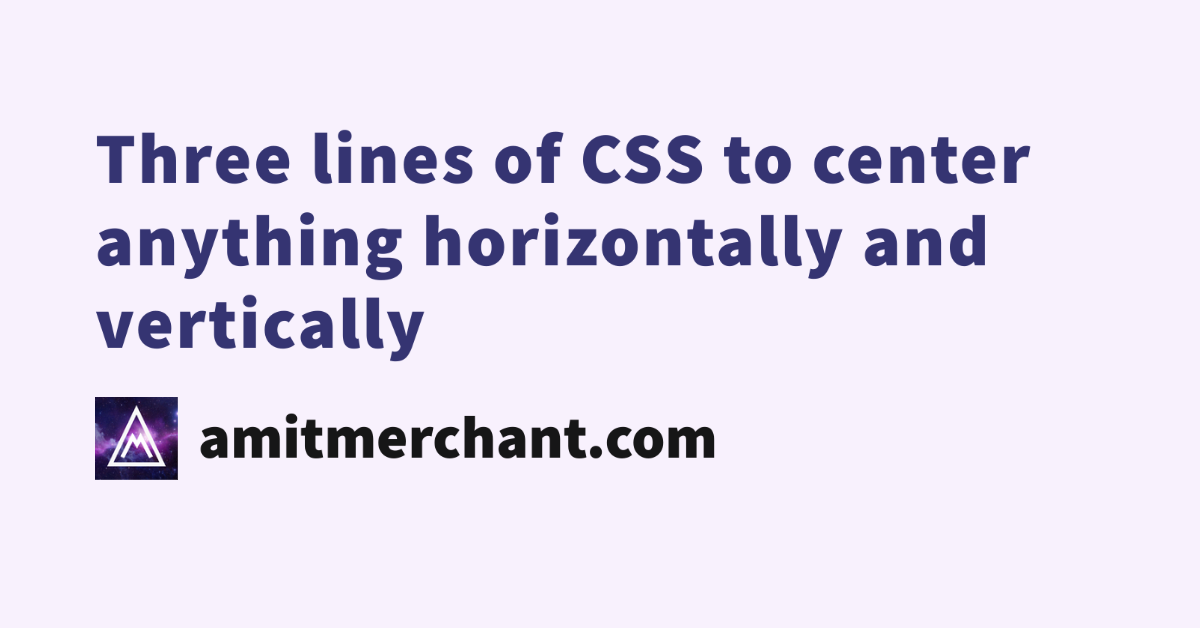 Three lines of CSS to center
anything horizontally and
vertically
amitmerchant.com